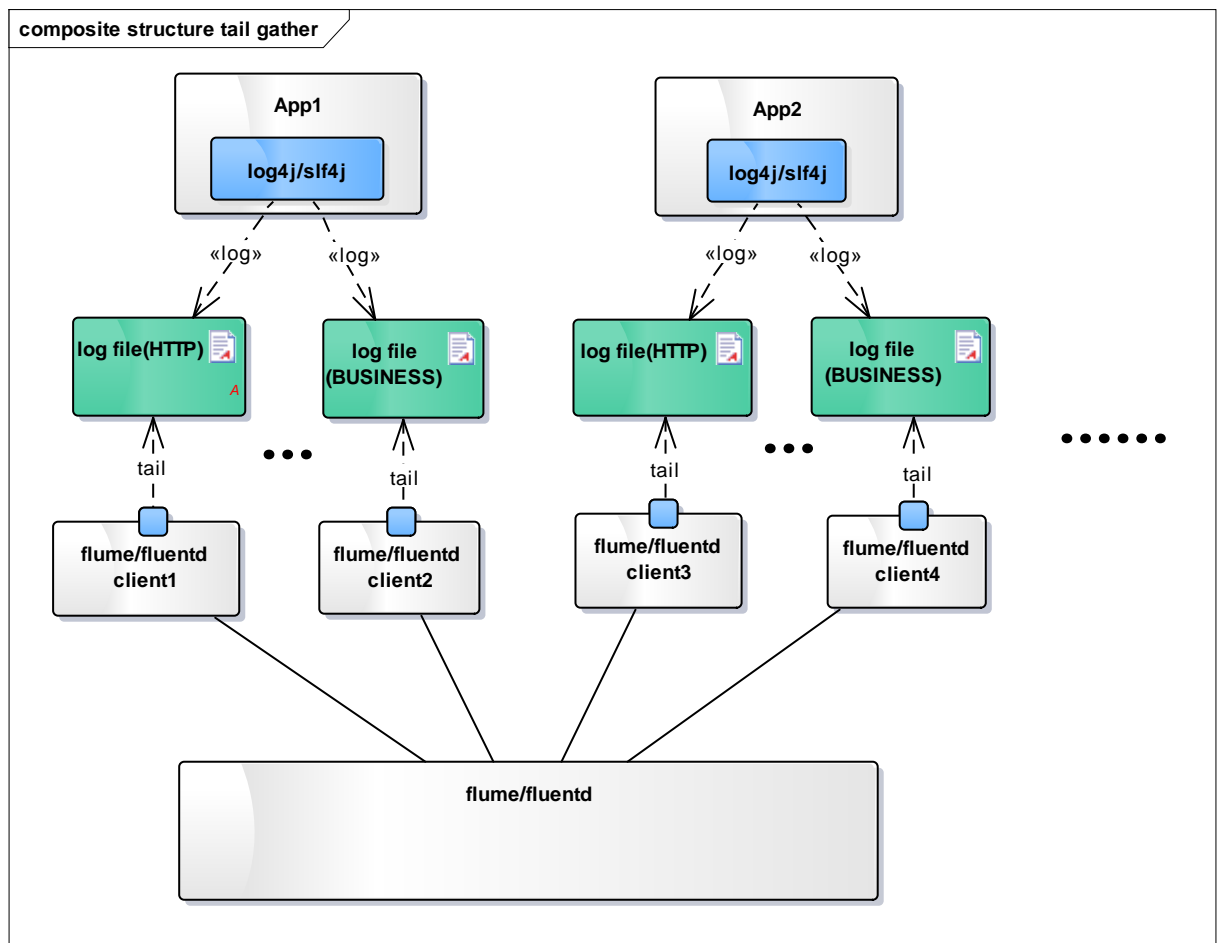 composite structure tail gather
App1
log4j/slf4j
App2
log4j/slf4j
«log»
«log»
«log»
«log»
log file(HTTP)
A
log file
(BUSINESS)
log file(HTTP)
log file
(BUSINESS)
...
...
......
tail
tail
tail
tail
flume/fluentd
client1
flume/fluentd
client2
flume/fluentd
client3
flume/fluentd
client4
flume/fluentd